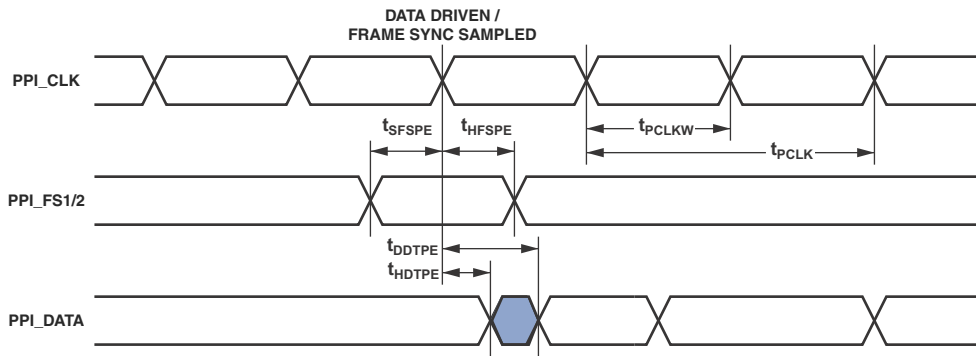 DATA DRIVEN /
FRAME SYNC SAMPLED
PPI_CLK
tSFSPE
tHFSPE
tPCLKW
tPCLK
PPI_FS1/2
tDDTPE
tHDTPE
PPI_DATA